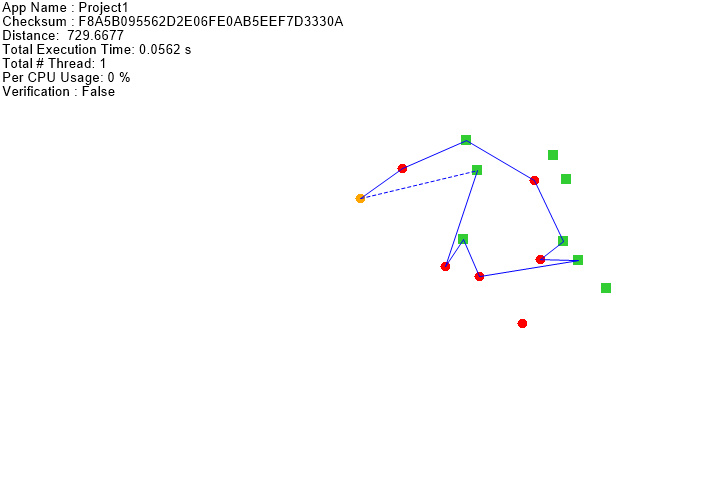 App Name : Project1
Checksum : F8A5B095562D2E06FE0AB5EEF7D3330A
Distance:  729.6677
Total Execution Time: 0.0562 s
Total # Thread: 1
Per CPU Usage: 0 %
Verification : False